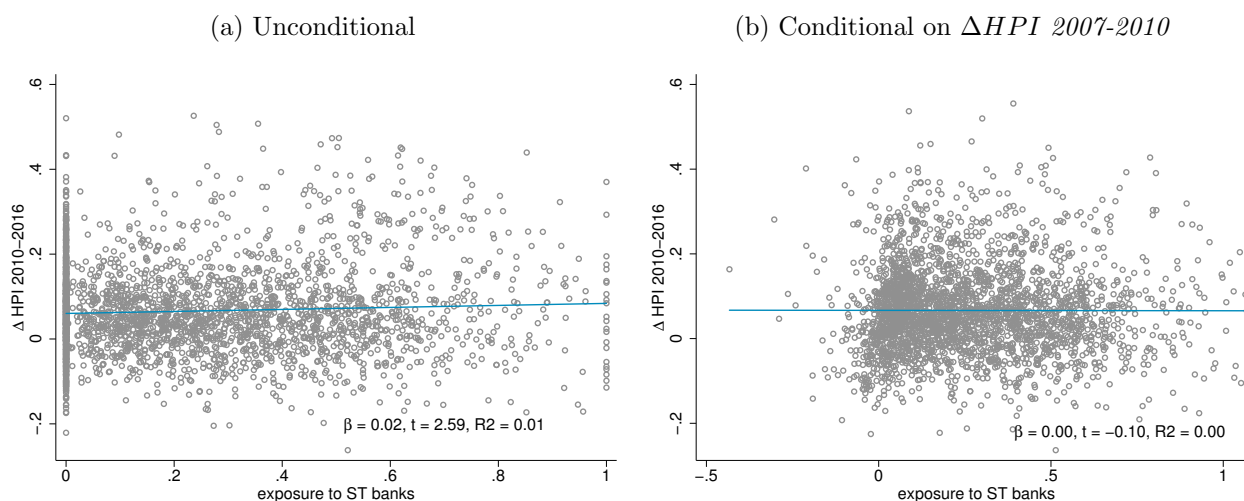 (a) Unconditional
(b) Conditional on ΔHPI 2007-2010
.6
.4
.2
0
−.2
Δ HPI 2010−2016
β = 0.02, t = 2.59, R2 = 0.01
0 .2 .4 .6 .8 1
exposure to ST banks
.6
.4
.2
0
−.2
Δ HPI 2010−2016
β = 0.00, t = −0.10, R2 = 0.00
−.5 0 .5 1
exposure to ST banks